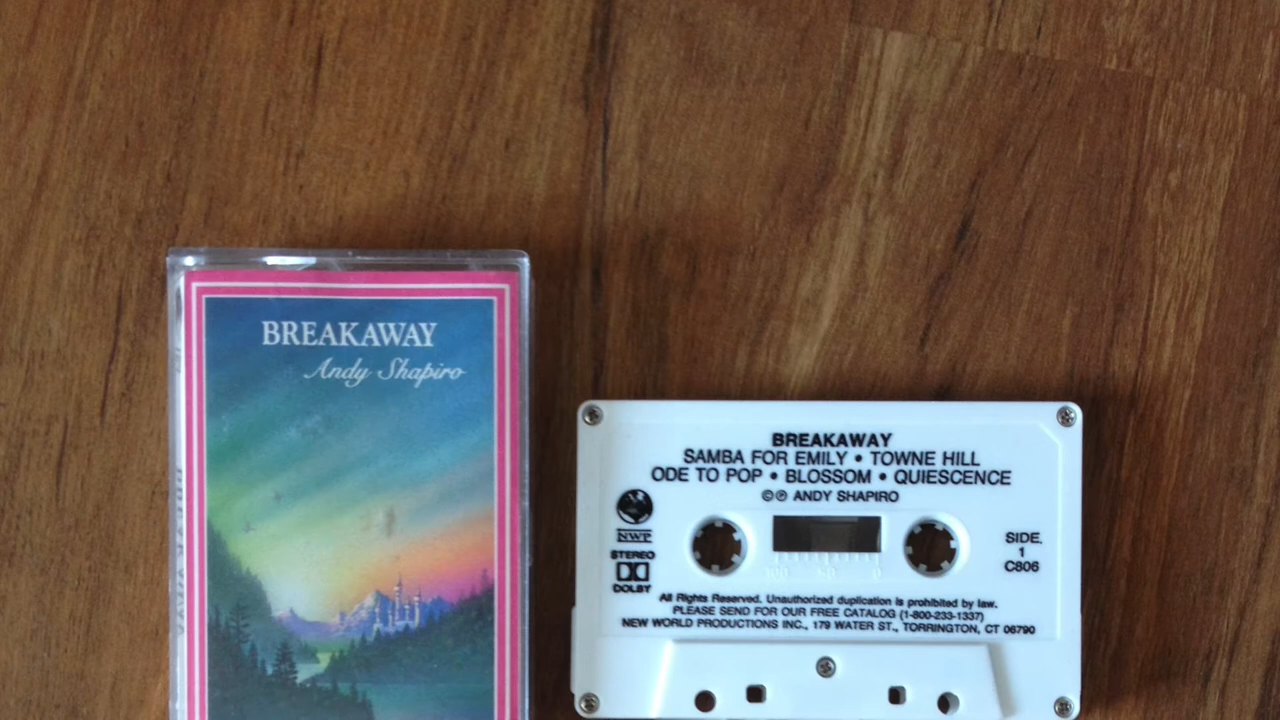 BREAKAWAY
Andy Shapiro
BREAKAWAY
BREAKAWAY
SAMBA FOR EMILY • TOWNE HILL
ODE TO POP • BLOSSOM • QUIESCENCE
©℗ ANDY SHAPIRO
NWP
STEREO
DOLBY
100 50 0
SIDE.
1
C806
All Rights Reserved. Unauthorized duplication is prohibited by law.
PLEASE SEND FOR OUR FREE CATALOG (1-800-233-1337)
NEW WORLD PRODUCTIONS INC., 179 WATER ST., TORRINGTON, CT 06790